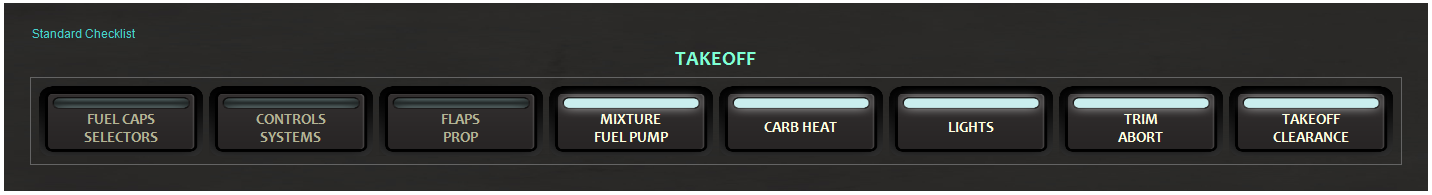 Standard Checklist
TAKEOFF
FUEL CAPS
SELECTORS
CONTROLS
SYSTEMS
FLAPS
PROP
MIXTURE
FUEL PUMP
CARB HEAT
LIGHTS
TRIM
ABORT
TAKEOFF
CLEARANCE